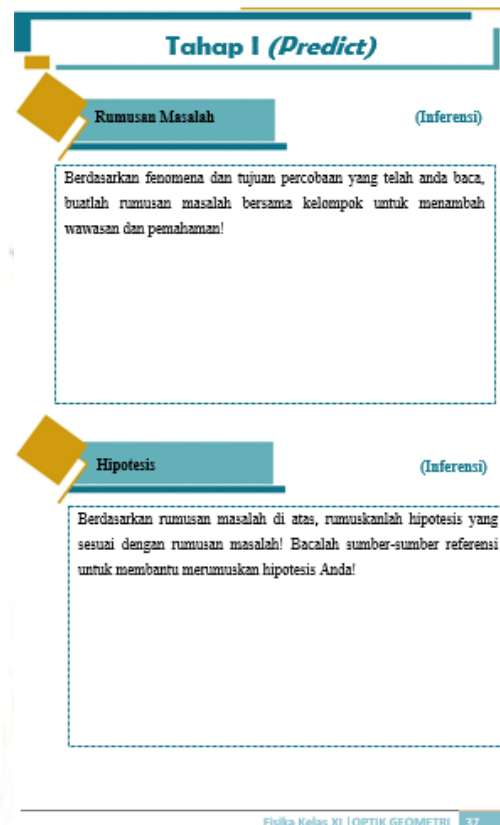 Tahap I (Predict)
Rumusan Masalah (Inferensi)
Berdasarkan fenomena dan tujuan percobaan yang telah anda baca,
buatlah rumusan masalah bersama kelompok untuk menambah
wawasan dan pemahaman!
Hipotesis (Inferensi)
Berdasarkan rumusan masalah di atas, rumuskanlah hipotesis yang
sesuai dengan rumusan masalah! Bacalah sumber-sumber referensi
untuk membantu merumuskan hipotesis Anda!
Fisika Kelas XI | OPTIK GEOMETRI 37